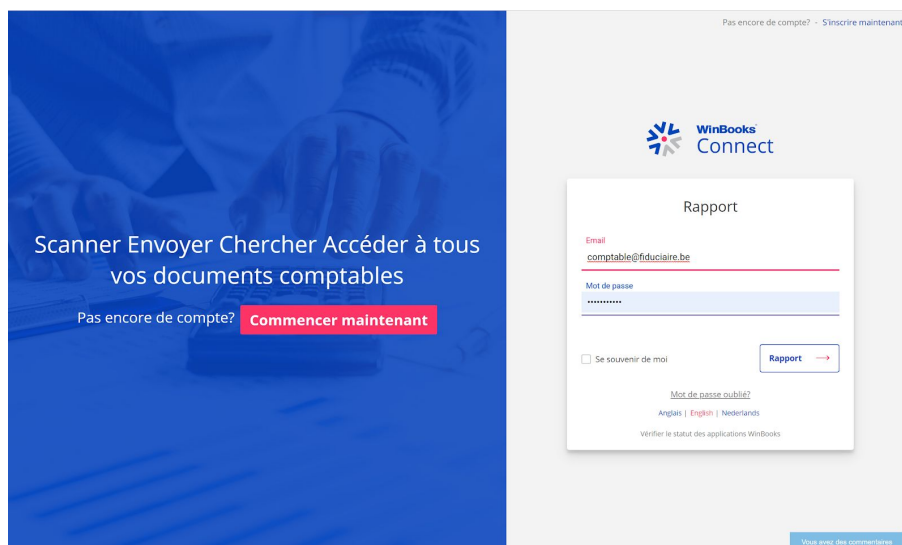 Pas encore de compte? - S'inscrire maintenant
WinBooks
Connect
Scanner Envoyer Chercher Accéder à tous
vos documents comptables
Pas encore de compte? Commencer maintenant
Rapport
Email
comptable@fiduciaire.be
Mot de passe
•••••••••••
Se souvenir de moi
Rapport →
Mot de passe oublié?
Anglais | English | Nederlands
Vérifier le statut des applications WinBooks
Vous avez des commentaires